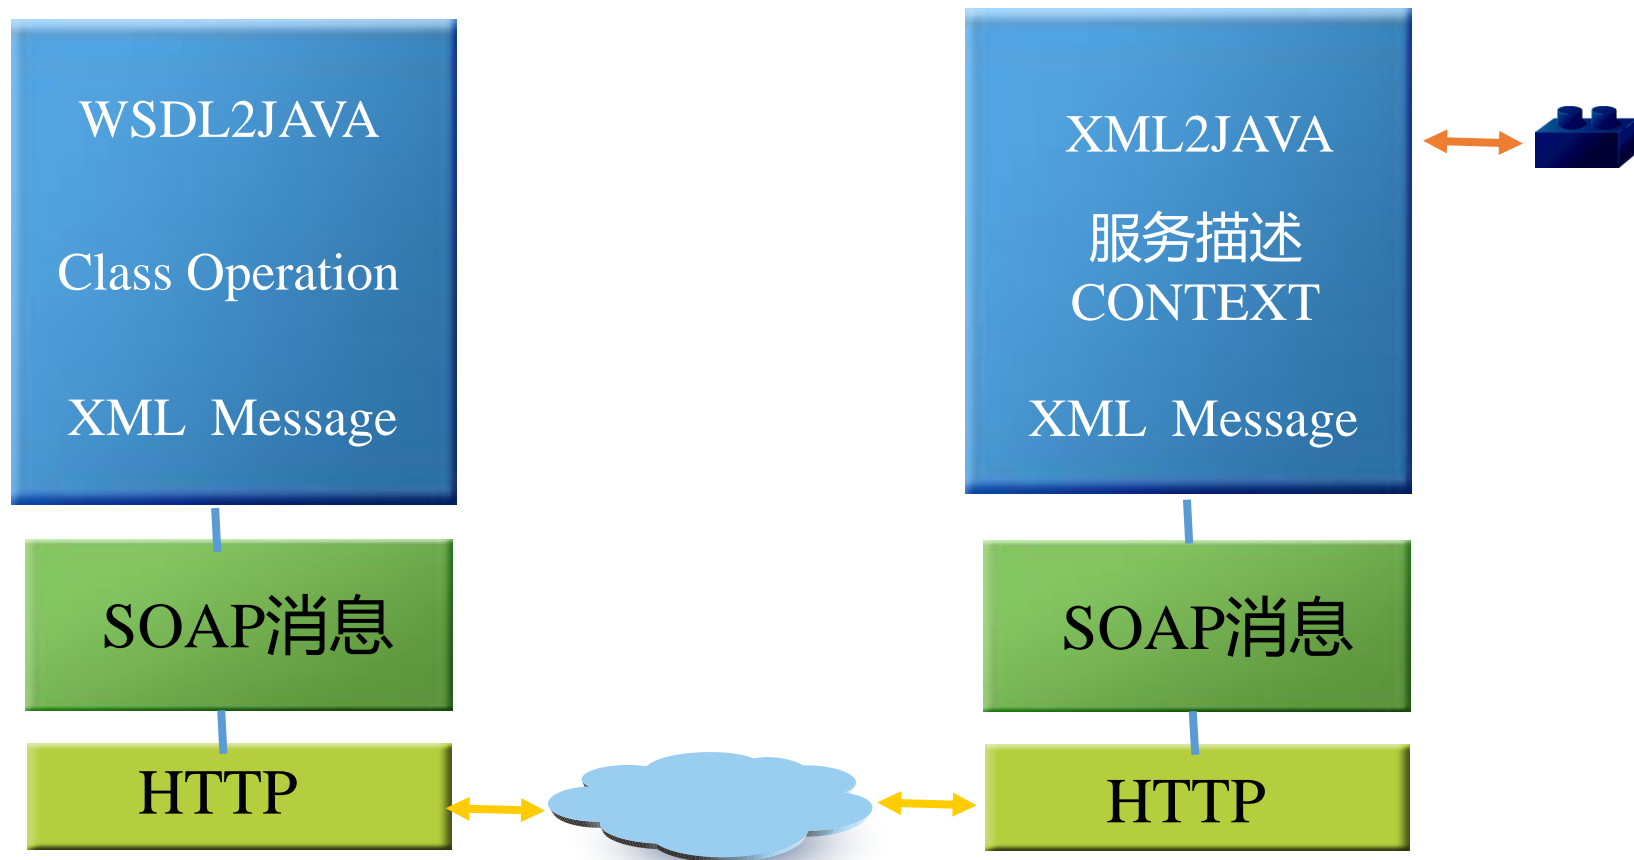 WSDL2JAVA
Class Operation
XML  Message
SOAP消息
HTTP
XML2JAVA
服务描述
CONTEXT
XML  Message
SOAP消息
HTTP